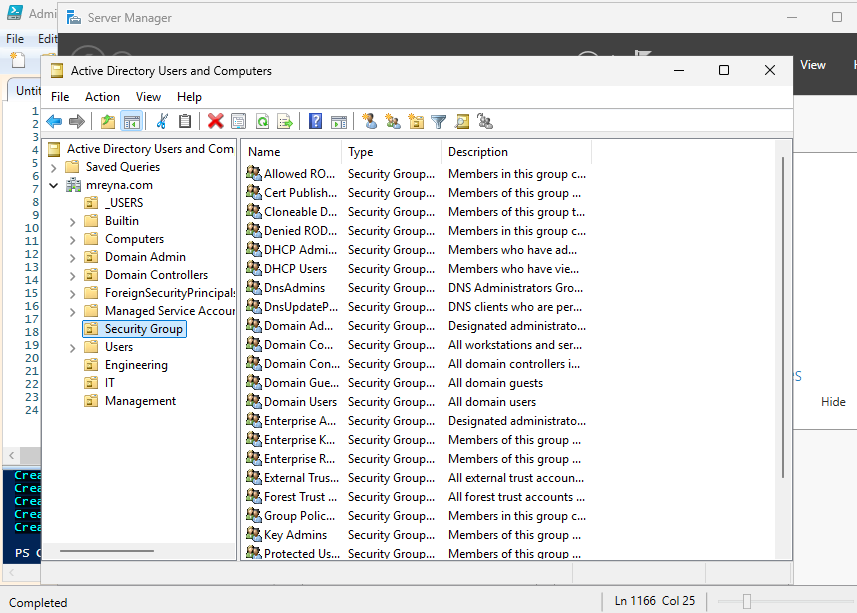 Admi
Server Manager
File Edit
View
Active Directory Users and Computers
File Action View Help
Untit
1
2
3
4
5
6
7
8
9
10
11
12
13
14
15
16
17
18
19
20
21
22
23
24
Active Directory Users and Com
Saved Queries
mreyna.com
_USERS
Builtin
Computers
Domain Admin
Domain Controllers
ForeignSecurityPrincipals
Managed Service Accour
Security Group
Users
Engineering
IT
Management
Name Type Description
Allowed RO... Security Group... Members in this group c...
Cert Publish... Security Group... Members of this group ...
Cloneable D... Security Group... Members of this group t...
Denied ROD... Security Group... Members in this group c...
DHCP Admi... Security Group... Members who have ad...
DHCP Users Security Group... Members who have vie...
DnsAdmins Security Group... DNS Administrators Gro...
DnsUpdateP... Security Group... DNS clients who are per...
Domain Ad... Security Group... Designated administrato...
Domain Co... Security Group... All workstations and ser...
Domain Con... Security Group... All domain controllers i...
Domain Gue... Security Group... All domain guests
Domain Users Security Group... All domain users
Enterprise A... Security Group... Designated administrato...
Enterprise K... Security Group... Members of this group ...
Enterprise R... Security Group... Members of this group ...
External Trus... Security Group... All external trust accoun...
Forest Trust ... Security Group... All forest trust accounts ...
Group Polic... Security Group... Members in this group c...
Key Admins Security Group... Members of this group ...
Protected Us... Security Group... Members of this group ...
PS
Hide
Crea
Crea
Crea
Crea
Crea
PS C
Completed
Ln 1166 Col 25